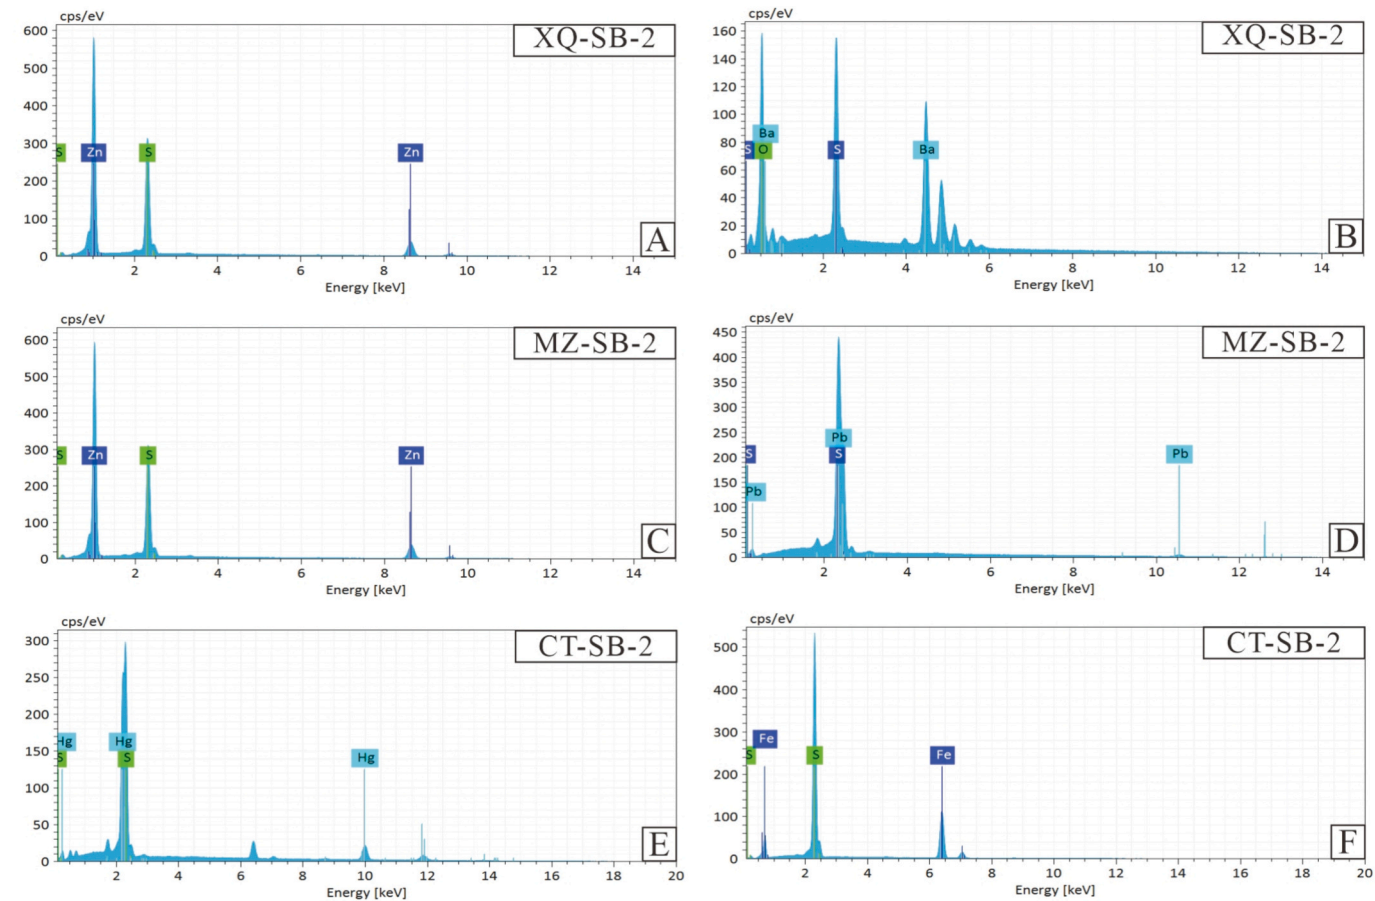 cps/eV
XQ-SB-2
600
500
400
300
200
100
0
S
Zn
S
Zn
A
2 4 6 8 10 12 14
Energy [keV]
cps/eV
XQ-SB-2
160
140
120
100
80
60
40
20
0
Ba
S
O
S
Ba
B
2 4 6 8 10 12 14
Energy [keV]
cps/eV
MZ-SB-2
600
500
400
300
200
100
0
S
Zn
S
Zn
C
2 4 6 8 10 12 14
Energy [keV]
cps/eV
MZ-SB-2
450
400
350
300
250
200
150
100
50
0
Pb
S
S
Pb
Pb
D
2 4 6 8 10 12 14
Energy [keV]
cps/eV
CT-SB-2
300
250
200
150
100
50
0
Hg
Hg
S
S
Hg
E
2 4 6 8 10 12 14 16 18 20
Energy [keV]
cps/eV
CT-SB-2
500
400
300
200
100
0
Fe
S
S
Fe
F
2 4 6 8 10 12 14 16 18 20
Energy [keV]